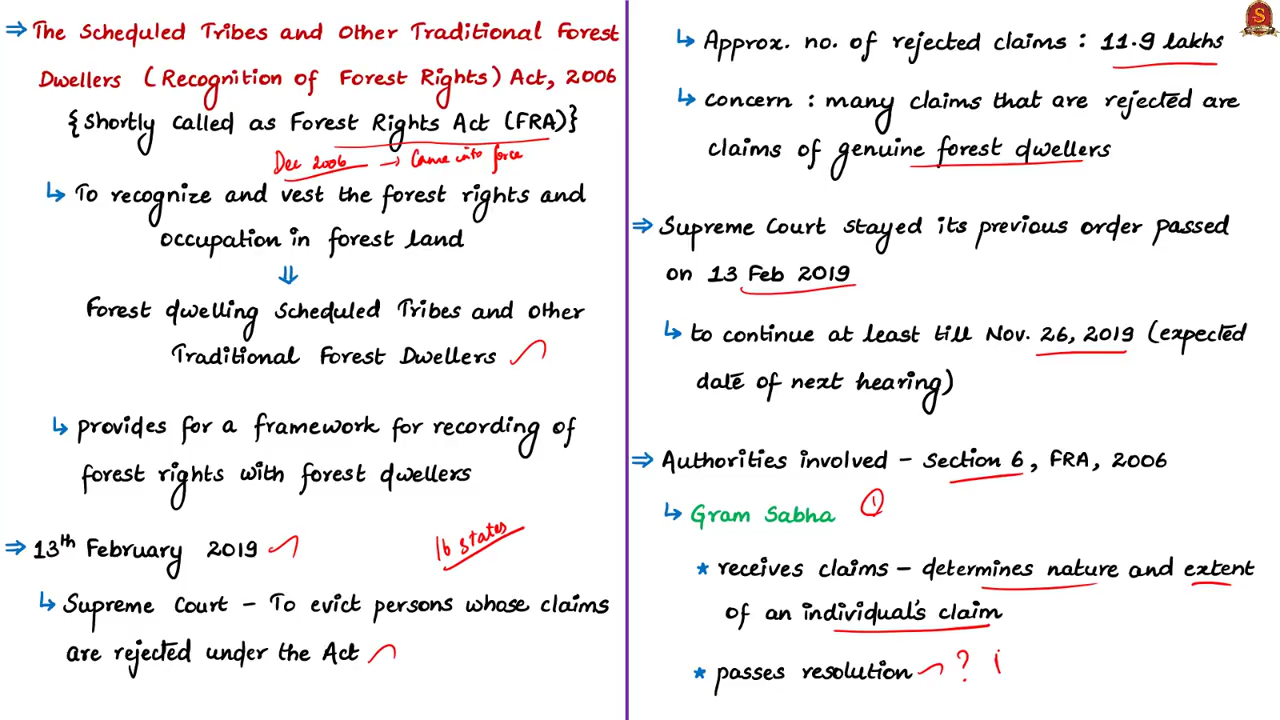 ⇒ The Scheduled Tribes and Other Traditional Forest
Dwellers (Recognition of Forest Rights) Act, 2006
{Shortly called as Forest Rights Act (FRA)}
Dec 2006 → Came into force
↳ To recognize and vest the forest rights and
occupation in forest land
⇓
Forest dwelling Scheduled Tribes and other
Traditional Forest Dwellers
↳ provides for a framework for recording of
forest rights with forest dwellers
16 states
⇒ 13th February 2019
↳ Supreme Court – To evict persons whose claims
are rejected under the Act
↳ Approx. no. of rejected claims : 11.9 lakhs
↳ concern : many claims that are rejected are
claims of genuine forest dwellers
⇒ Supreme Court stayed its previous order passed
on 13 Feb 2019
↳ to continue at least till Nov. 26, 2019 (expected
date of next hearing)
⇒ Authorities involved – Section 6, FRA, 2006
↳ Gram Sabha ①
* receives claims – determines nature and extent
of an individual's claim
* passes resolution ?